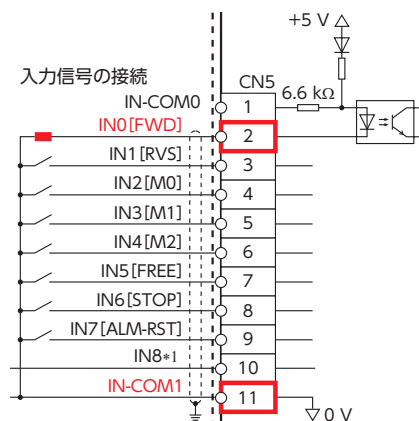 +5 V
入力信号の接続
CN5
6.6 kΩ
IN-COM0 1
IN0[FWD] 2
IN1[RVS] 3
IN2[M0] 4
IN3[M1] 5
IN4[M2] 6
IN5[FREE] 7
IN6[STOP] 8
IN7[ALM-RST] 9
IN8*1 10
IN-COM1 11
0 V